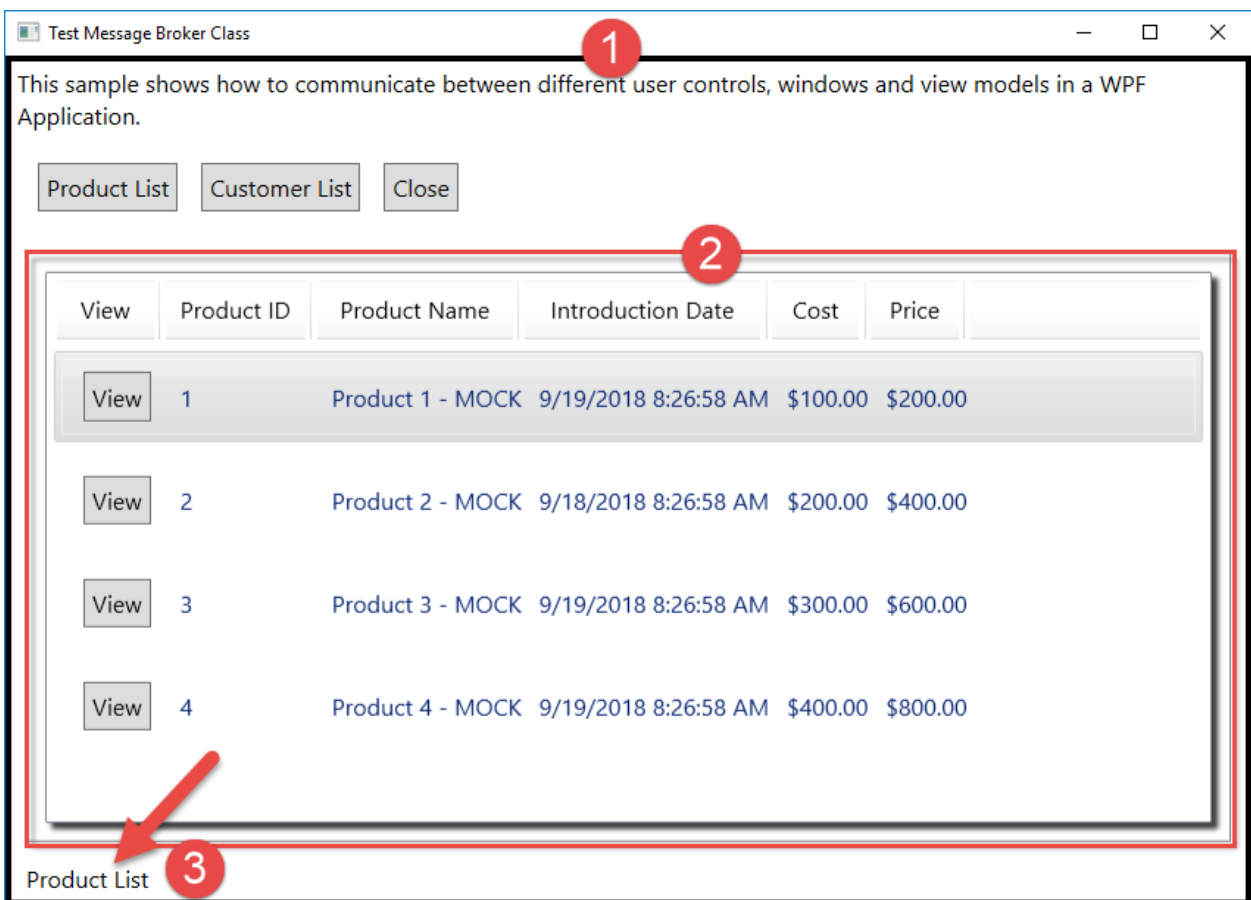 Test Message Broker Class
1
This sample shows how to communicate between different user controls, windows and view models in a WPF
Application.
Product List Customer List Close
2
View Product ID Product Name Introduction Date Cost Price
View 1 Product 1 - MOCK 9/19/2018 8:26:58 AM $100.00 $200.00
View 2 Product 2 - MOCK 9/18/2018 8:26:58 AM $200.00 $400.00
View 3 Product 3 - MOCK 9/19/2018 8:26:58 AM $300.00 $600.00
View 4 Product 4 - MOCK 9/19/2018 8:26:58 AM $400.00 $800.00
3
Product List